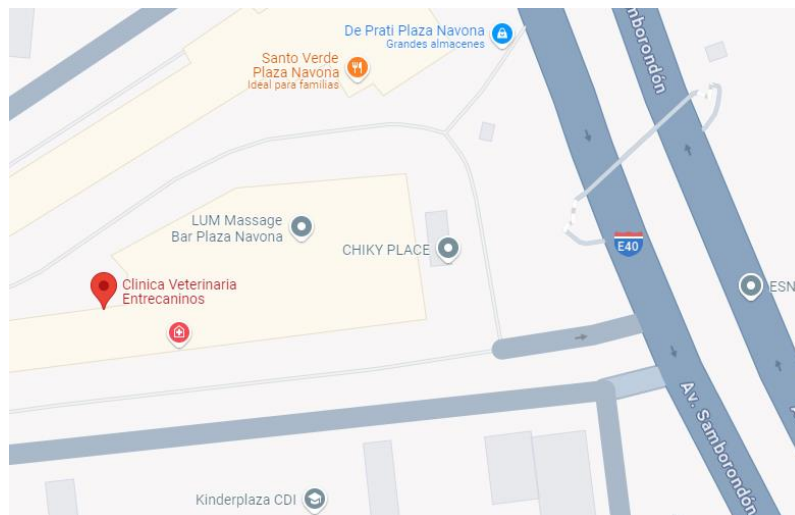 De Prati Plaza Navona
Grandes almacenes
Santo Verde
Plaza Navona
Ideal para familias
mborondón
LUM Massage
Bar Plaza Navona
CHIKY PLACE
E40
Clinica Veterinaria
Entrecaninos
ESN
Av. Samborondón
A
Kinderplaza CDI